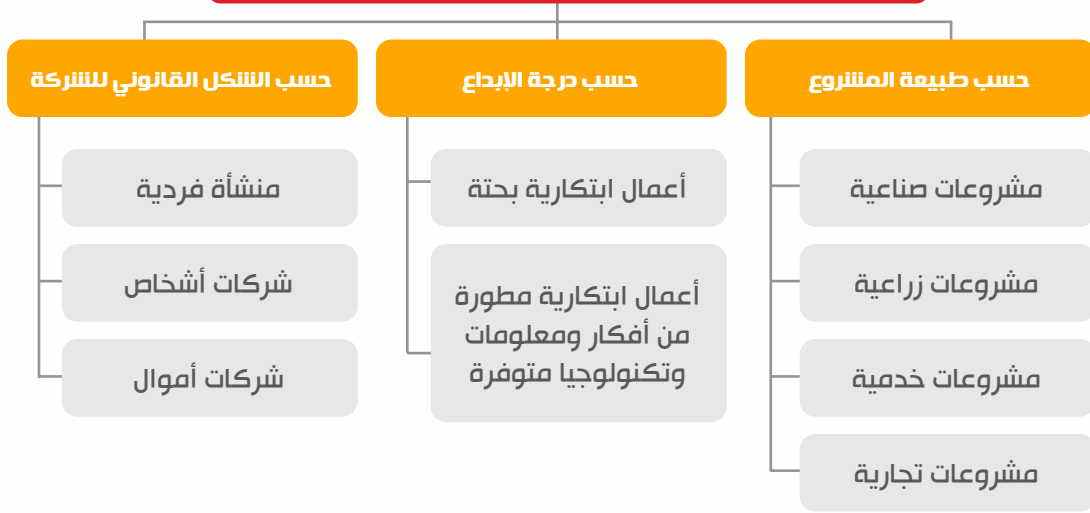 حسب طبيعة المشروع
مشروعات صناعية
مشروعات زراعية
مشروعات خدمية
مشروعات تجارية
حسب درجة الإبداع
أعمال ابتكارية بحتة
أعمال ابتكارية مطورة
من أفكار ومعلومات
وتكنولوجيا متوفرة
حسب الشكل القانوني للشركة
منشأة فردية
شركات أشخاص
شركات أموال